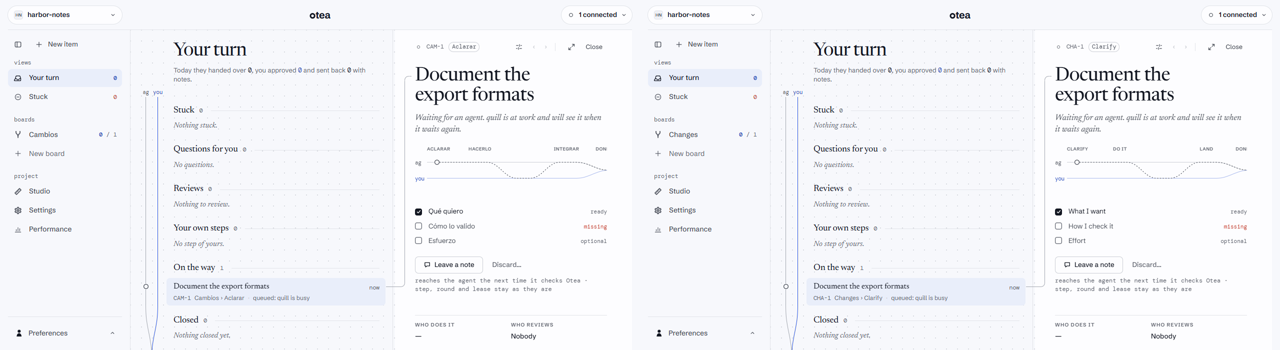 HN harbor-notes
otea
1 connected
New item
views
Your turn 0
Stuck 0
boards
Cambios 0 / 1
New board
project
Studio
Settings
Performance
Preferences
Your turn
Today they handed over 0, you approved 0 and sent back 0 with
notes.
ag you
Stuck 0
Nothing stuck.
Questions for you 0
No questions.
Reviews 0
Nothing to review.
Your own steps 0
No step of yours.
On the way 1
Document the export formats now
CAM-1 Cambios › Aclarar queued: quill is busy
Closed 0
Nothing closed yet.
CAM-1 Aclarar
Close
Document the
export formats
Waiting for an agent. quill is at work and will see it when
it waits again.
ACLARAR HACERLO INTEGRAR DON
ag
you
Qué quiero ready
Cómo lo valido missing
Esfuerzo optional
Leave a note Discard...
reaches the agent the next time it checks Otea ·
step, round and lease stay as they are
WHO DOES IT WHO REVIEWS
— Nobody
HN harbor-notes
otea
1 connected
New item
views
Your turn 0
Stuck 0
boards
Changes 0 / 1
New board
project
Studio
Settings
Performance
Preferences
Your turn
Today they handed over 0, you approved 0 and sent back 0 with
notes.
ag you
Stuck 0
Nothing stuck.
Questions for you 0
No questions.
Reviews 0
Nothing to review.
Your own steps 0
No step of yours.
On the way 1
Document the export formats now
CHA-1 Changes › Clarify queued: quill is busy
Closed 0
Nothing closed yet.
CHA-1 Clarify
Close
Document the
export formats
Waiting for an agent. quill is at work and will see it when
it waits again.
CLARIFY DO IT LAND DON
ag
you
What I want ready
How I check it missing
Effort optional
Leave a note Discard...
reaches the agent the next time it checks Otea ·
step, round and lease stay as they are
WHO DOES IT WHO REVIEWS
— Nobody